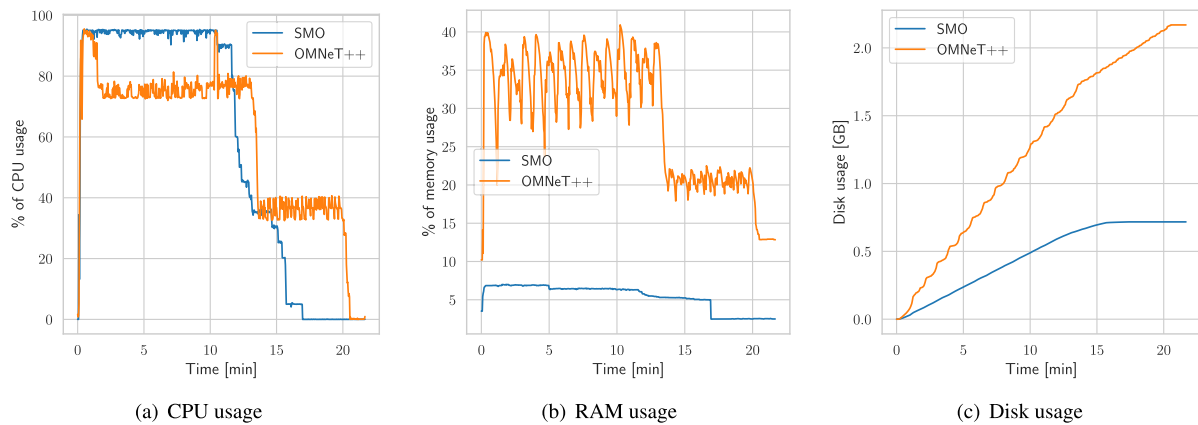 % of CPU usage
100
80
60
40
20
0
SMO
OMNeT++
0
5
10
15
20
Time [min]
(a) CPU usage
% of memory usage
40
35
30
25
20
15
10
5
SMO
OMNeT++
0
5
10
15
20
Time [min]
(b) RAM usage
Disk usage [GB]
2.0
1.5
1.0
0.5
0.0
SMO
OMNeT++
0
5
10
15
20
Time [min]
(c) Disk usage